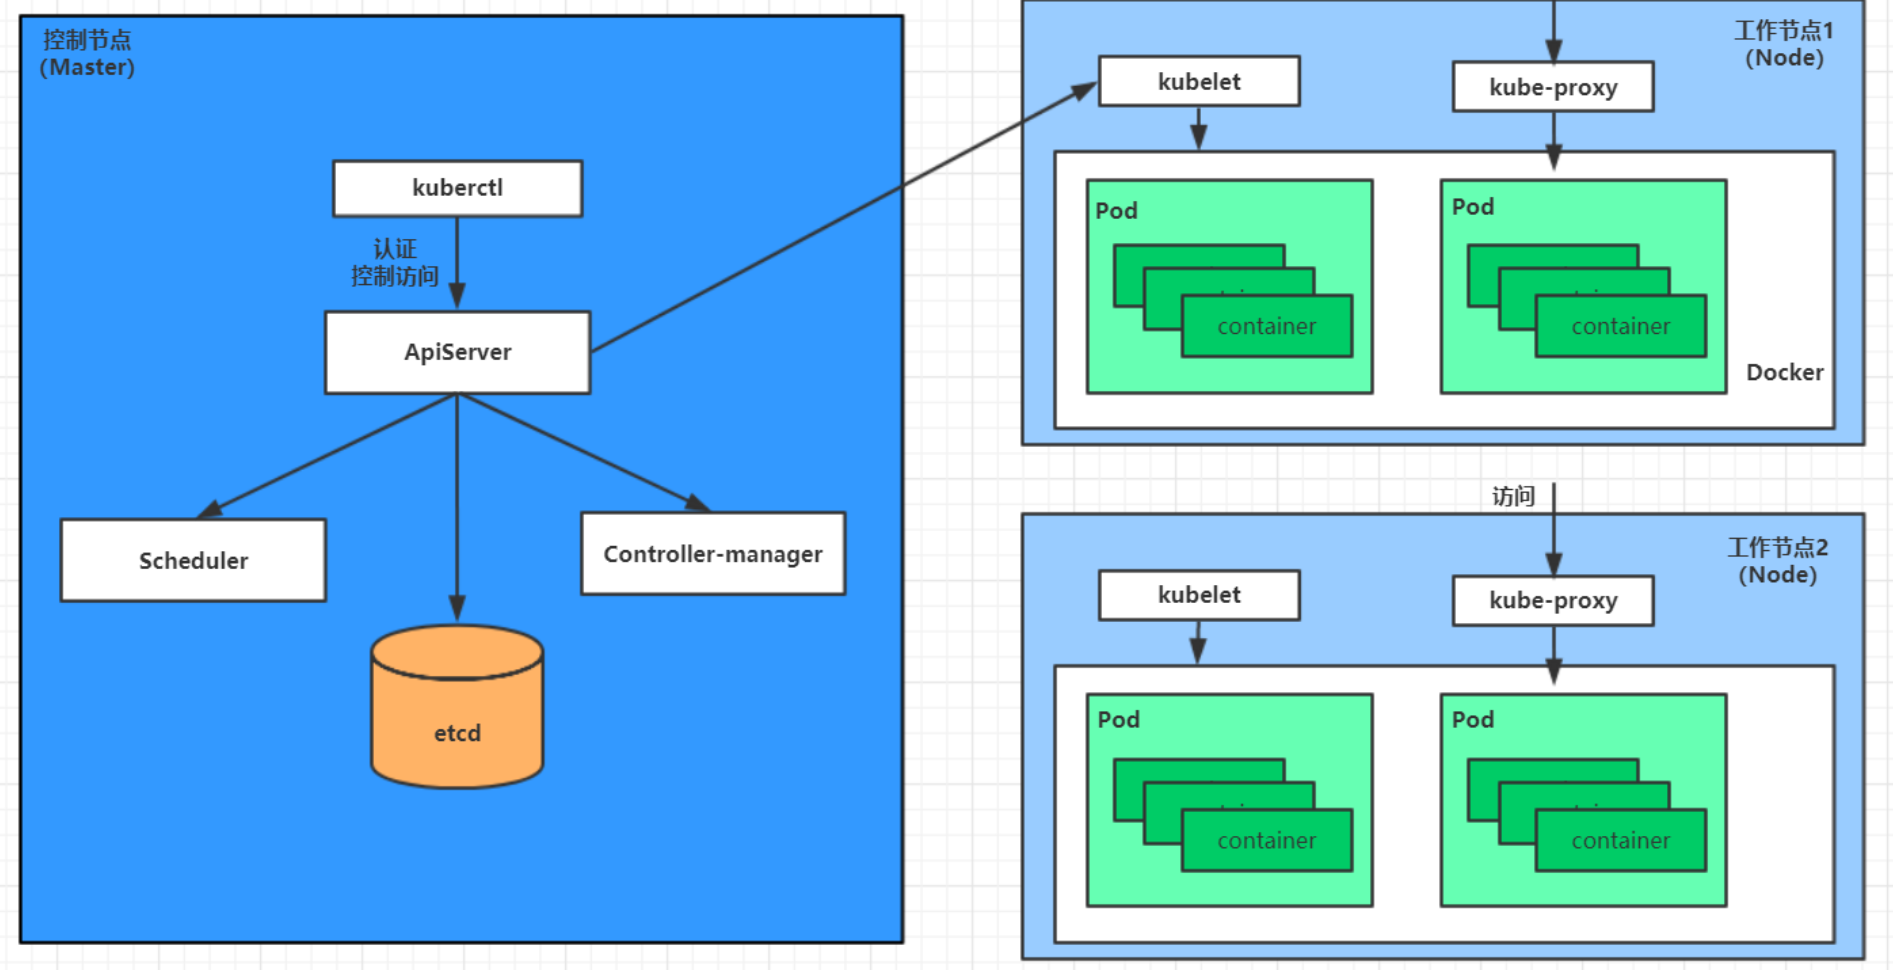 控制节点
(Master)
kuberctl
认证
控制访问
ApiServer
Scheduler
Controller-manager
etcd
工作节点1
(Node)
kubelet
kube-proxy
Pod
container
Pod
container
Docker
访问
工作节点2
(Node)
kubelet
kube-proxy
Pod
container
Pod
container